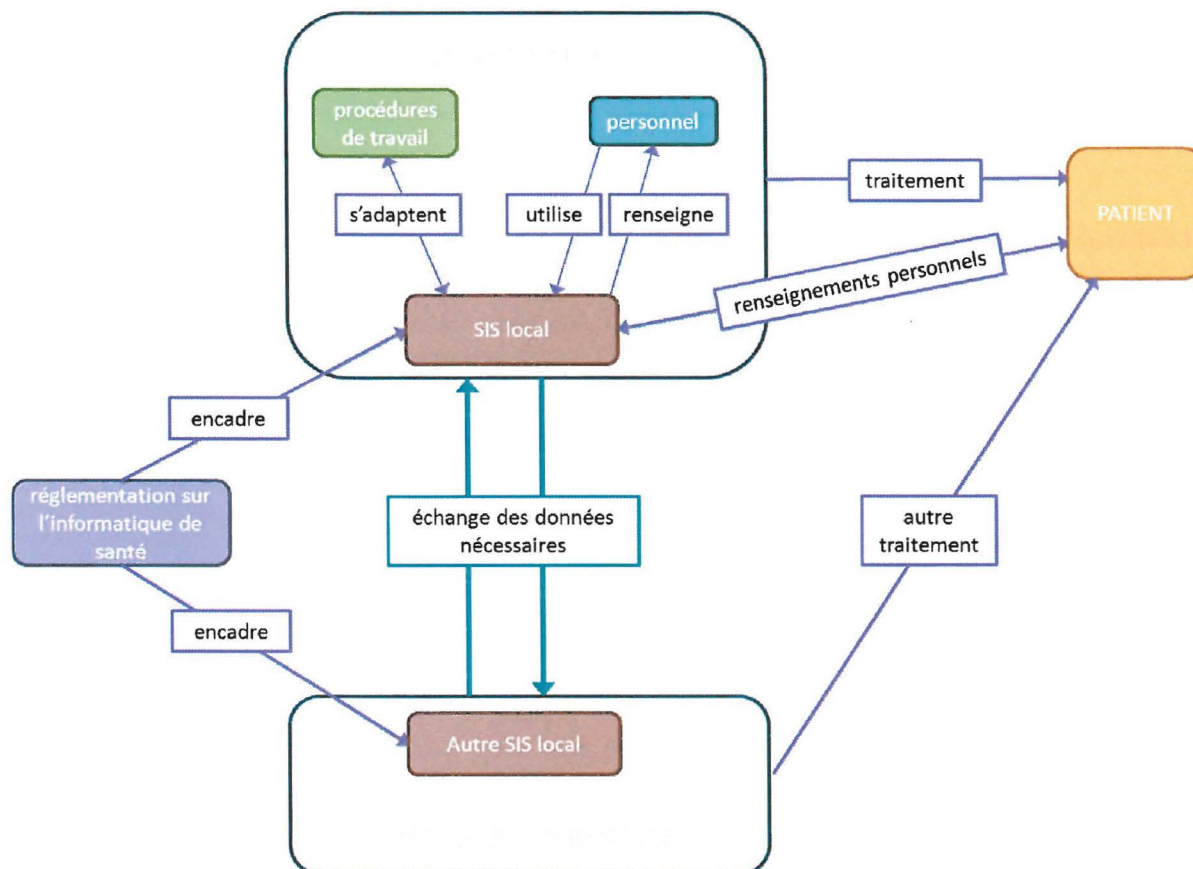 procédures
de travail
personnel
s'adaptent
utilise
renseigne
traitement
PATIENT
renseignements personnels
SIS local
encadre
réglementation sur
l'informatique de
santé
échange des données
nécessaires
autre
traitement
encadre
Autre SIS local